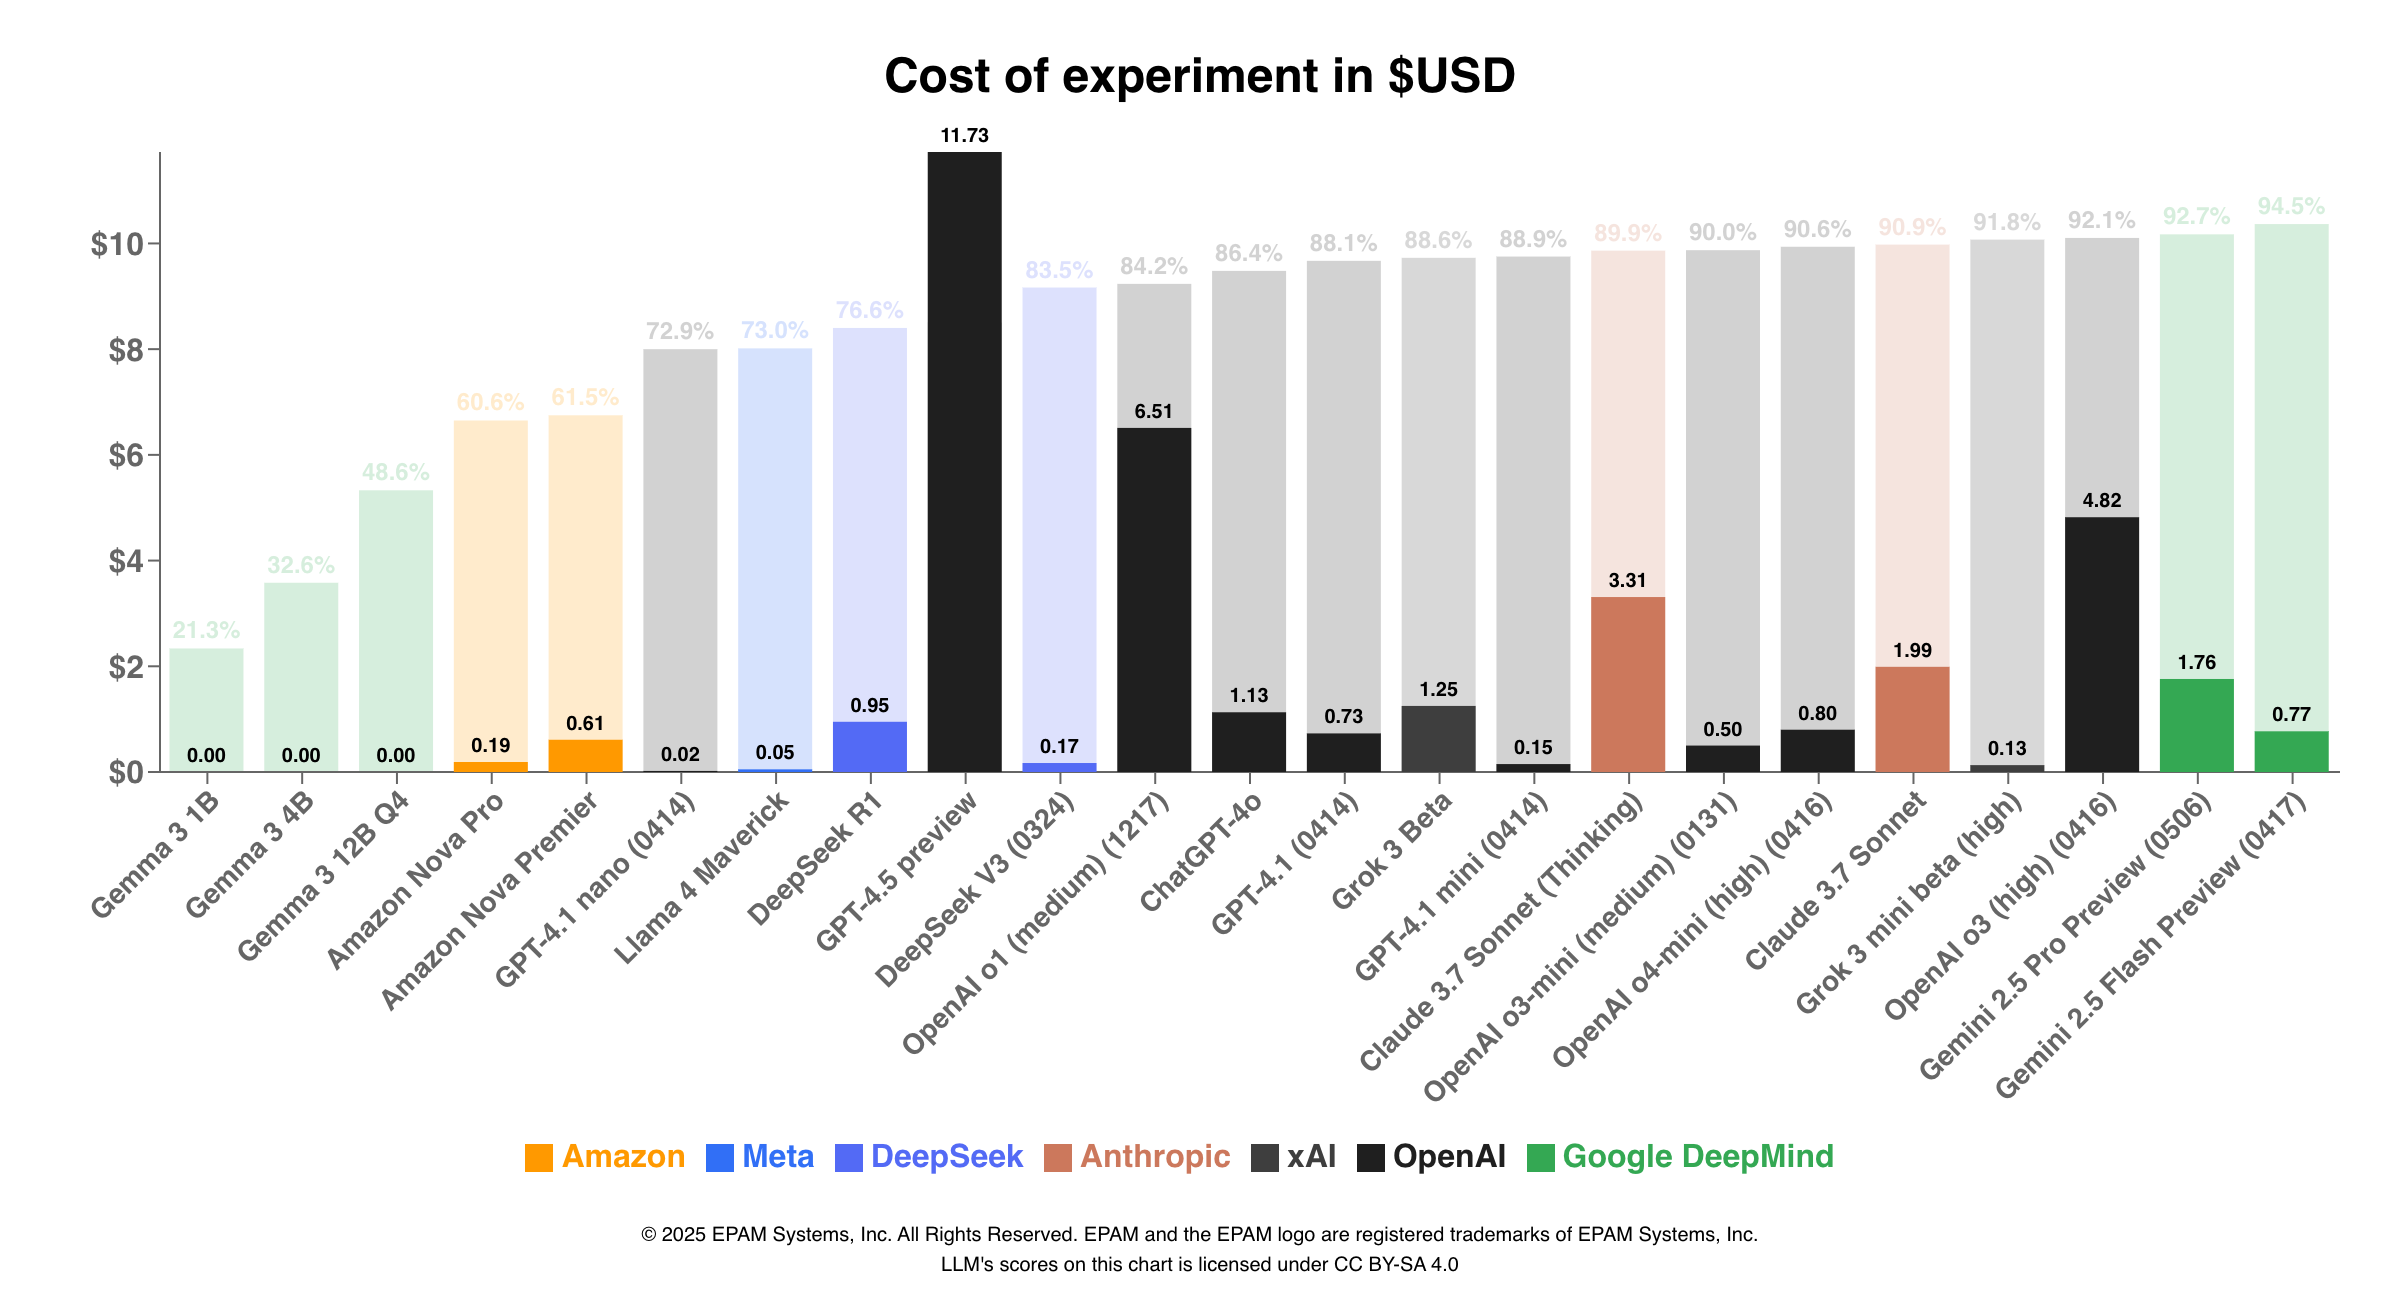 Cost of experiment in $USD
$10
$8
$6
$4
$2
$0
21.3%
32.6%
48.6%
60.6%
61.5%
72.9%
73.0%
76.6%
83.5%
84.2%
86.4%
88.1%
88.6%
88.9%
89.9%
90.0%
90.6%
90.9%
91.8%
92.1%
92.7%
94.5%
0.00
0.00
0.00
0.19
0.61
0.02
0.05
0.95
11.73
0.17
6.51
1.13
0.73
1.25
0.15
3.31
0.50
0.80
1.99
0.13
4.82
1.76
0.77
Gemma 3 1B
Gemma 3 4B
Gemma 3 12B Q4
Amazon Nova Pro
Amazon Nova Premier
GPT-4.1 nano (0414)
Llama 4 Maverick
DeepSeek R1
GPT-4.5 preview
DeepSeek V3 (0324)
OpenAI o1 (medium) (1217)
ChatGPT-4o
GPT-4.1 (0414)
Grok 3 Beta
GPT-4.1 mini (0414)
Claude 3.7 Sonnet (Thinking)
OpenAI o3-mini (medium) (0131)
OpenAI o4-mini (high) (0416)
Claude 3.7 Sonnet
Grok 3 mini beta (high)
OpenAI o3 (high) (0416)
Gemini 2.5 Pro Preview (0506)
Gemini 2.5 Flash Preview (0417)
Amazon Meta DeepSeek Anthropic xAI OpenAI Google DeepMind
© 2025 EPAM Systems, Inc. All Rights Reserved. EPAM and the EPAM logo are registered trademarks of EPAM Systems, Inc.
LLM's scores on this chart is licensed under CC BY-SA 4.0